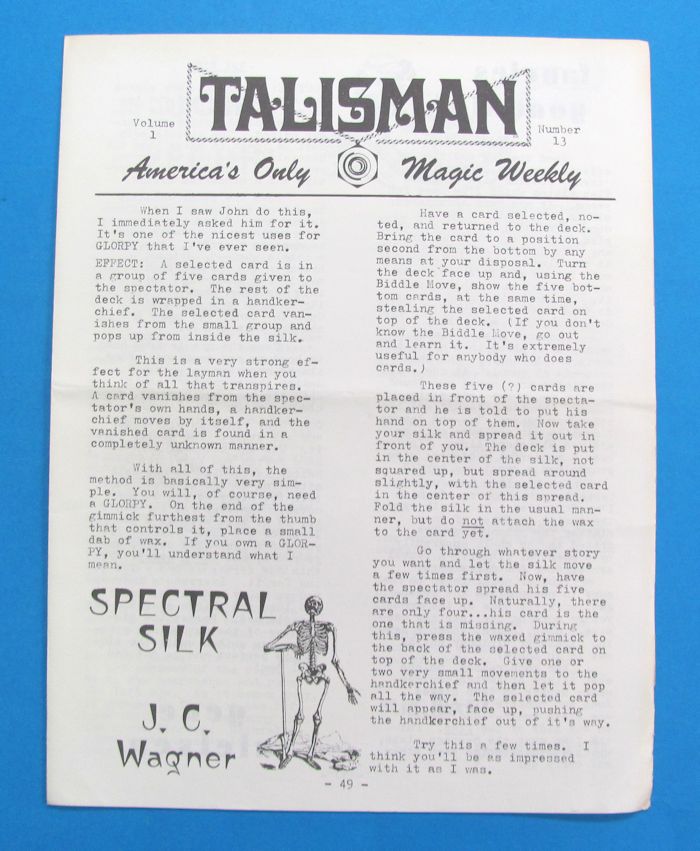 TALISMAN
Volume
1
Number
13
America's Only Magic Weekly
When I saw John do this,
I immediately asked him for it.
It's one of the nicest uses for
GLORPY that I've ever seen.
EFFECT: A selected card is in
a group of five cards given to
the spectator. The rest of the
deck is wrapped in a handker-
chief. The selected card van-
ishes from the small group and
pops up from inside the silk.
This is a very strong ef-
fect for the layman when you
think of all that transpires.
A card vanishes from the spec-
tator's own hands, a handker-
chief moves by itself, and the
vanished card is found in a
completely unknown manner.
With all of this, the
method is basically very sim-
ple. You will, of course, need
a GLORPY. On the end of the
gimmick furthest from the thumb
that controls it, place a small
dab of wax. If you own a GLOR-
PY, you'll understand what I
mean.
SPECTRAL
SILK
J. C.
Wagner
Have a card selected, no-
ted, and returned to the deck.
Bring the card to a position
second from the bottom by any
means at your disposal. Turn
the deck face up and, using the
Biddle Move, show the five bot-
tom cards, at the same time,
stealing the selected card on
top of the deck. (If you don't
know the Biddle Move, go out
and learn it. It's extremely
useful for anybody who does
cards.)
These five (?) cards are
placed in front of the specta-
tor and he is told to put his
hand on top of them. Now take
your silk and spread it out in
front of you. The deck is put
in the center of the silk, not
squared up, but spread around
slightly, with the selected card
in the center of this spread.
Fold the silk in the usual man-
ner, but do not attach the wax
to the card yet.
Go through whatever story
you want and let the silk move
a few times first. Now, have
the spectator spread his five
cards face up. Naturally, there
are only four...his card is the
one that is missing. During
this, press the waxed gimmick to
the back of the selected card on
top of the deck. Give one or
two very small movements to the
handkerchief and then let it pop
all the way. The selected card
will appear, face up, pushing
the handkerchief out of it's way.
Try this a few times. I
think you'll be as impressed
with it as I was.
- 49 -